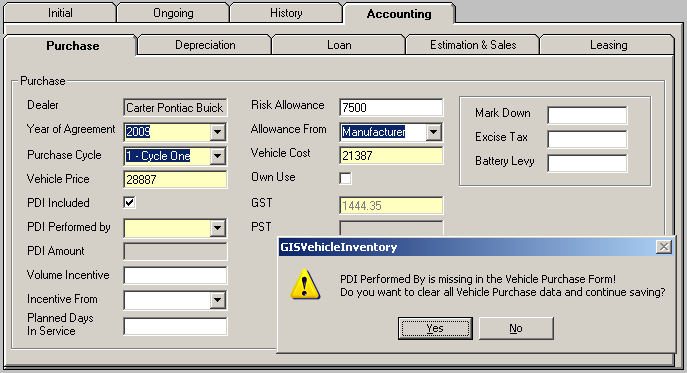 Initial Ongoing History Accounting
Purchase Depreciation Loan Estimation & Sales Leasing
Purchase
Dealer Carter Pontiac Buick
Year of Agreement 2009
Purchase Cycle 1 - Cycle One
Vehicle Price 28887
PDI Included
PDI Performed by
PDI Amount
Volume Incentive
Incentive From
Planned Days
In Service
Risk Allowance 7500
Allowance From Manufacturer
Vehicle Cost 21387
Own Use
GST 1444.35
PST
Mark Down
Excise Tax
Battery Levy
GISVehicleInventory
PDI Performed By is missing in the Vehicle Purchase Form!
Do you want to clear all Vehicle Purchase data and continue saving?
Yes No